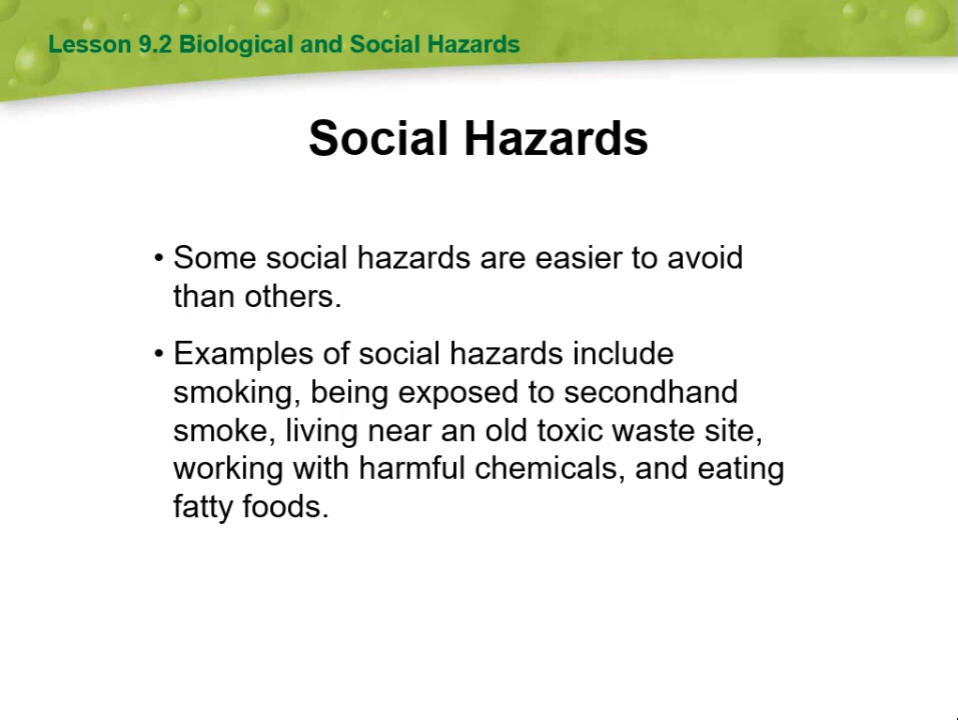 Lesson 9.2 Biological and Social Hazards
Social Hazards
• Some social hazards are easier to avoid
than others.
• Examples of social hazards include
smoking, being exposed to secondhand
smoke, living near an old toxic waste site,
working with harmful chemicals, and eating
fatty foods.